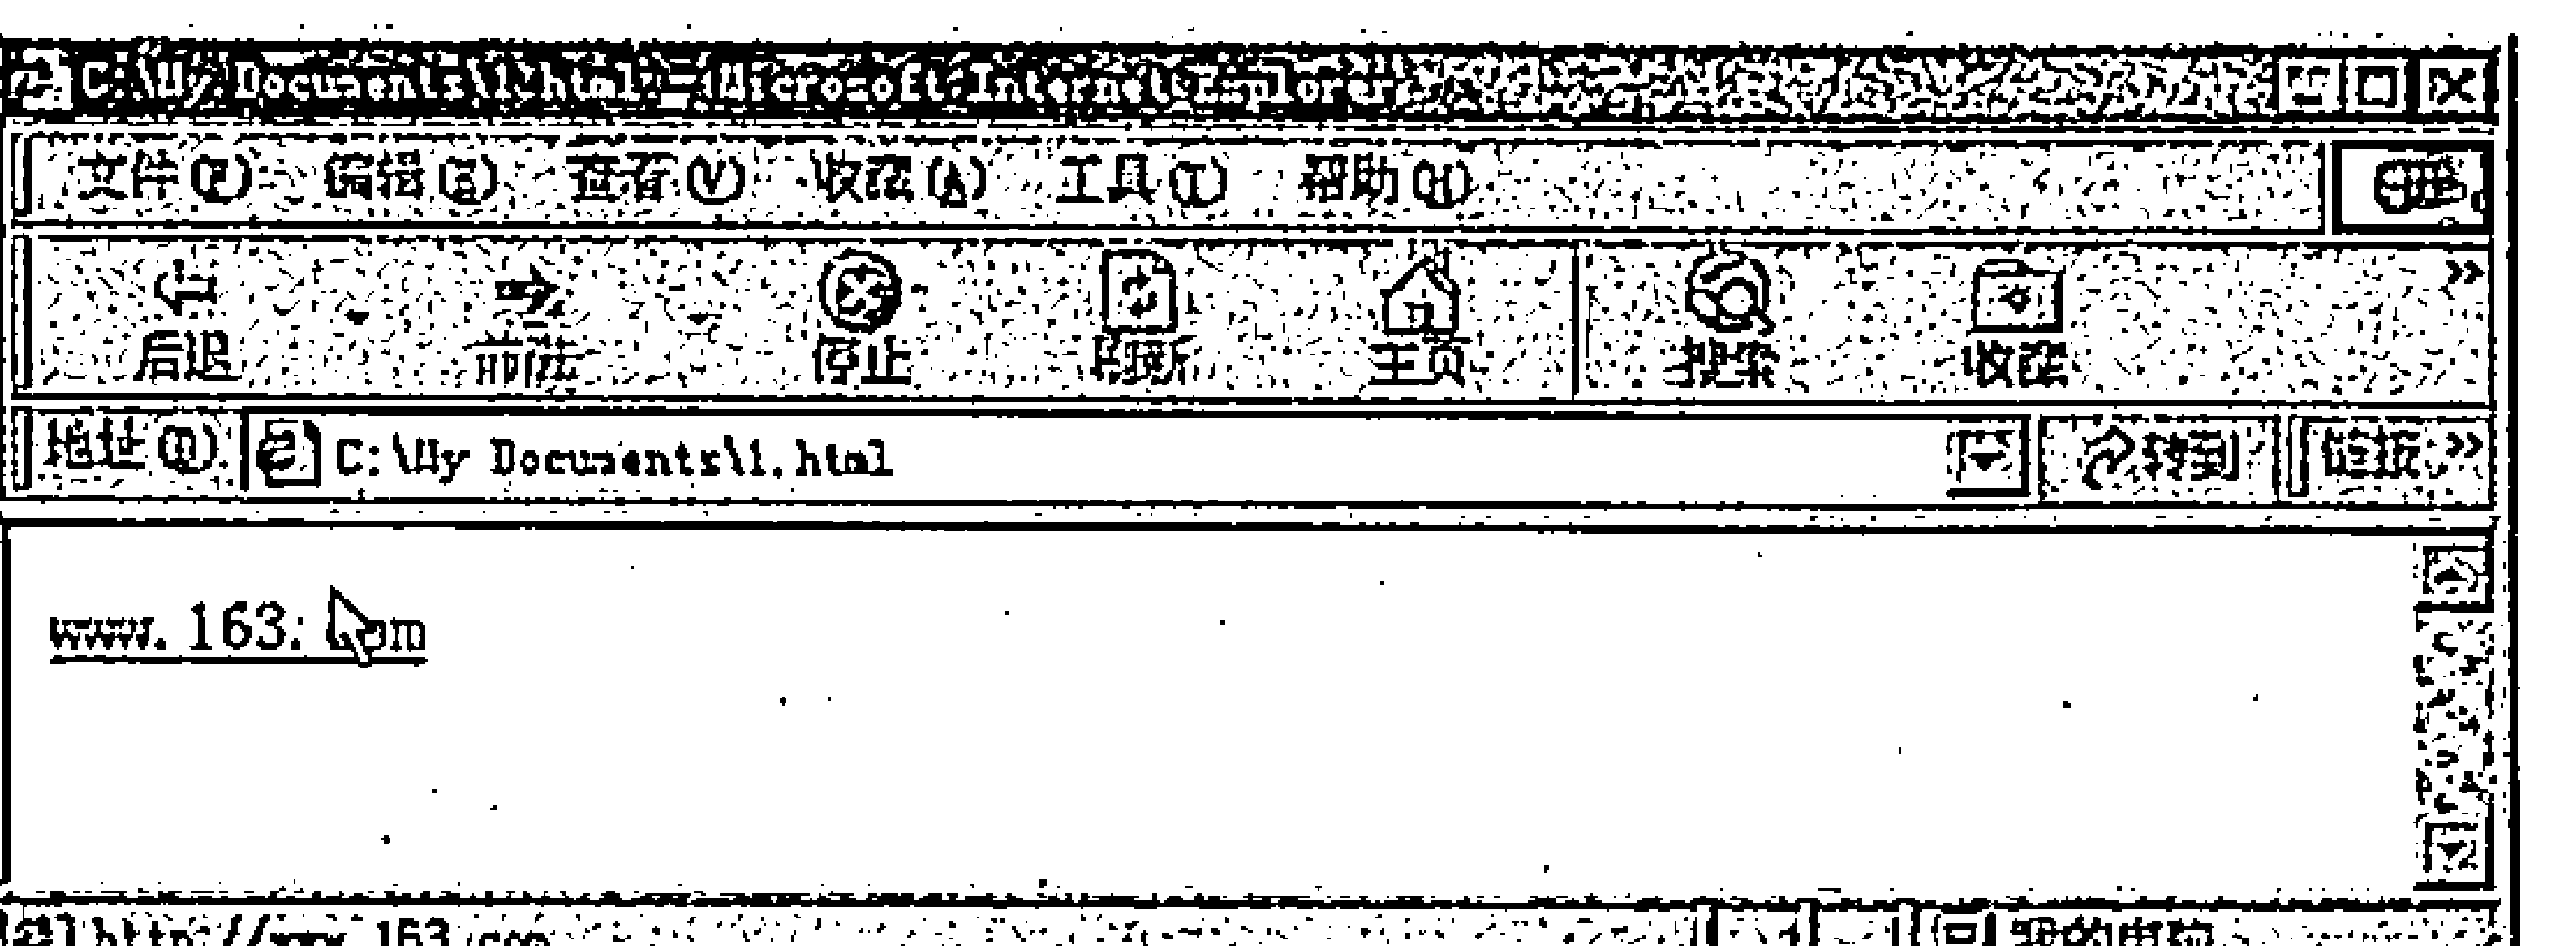 C:\My Documents\1.html - Microsoft Internet Explorer
文件(F) 编辑(E) 查看(V) 收藏(A) 工具(T) 帮助(H)
后退 前进 停止 刷新 主页 搜索 收藏
地址(D) C:\My Documents\1.html 转到 链接
www.163.com
http://www.163.com 我的电脑